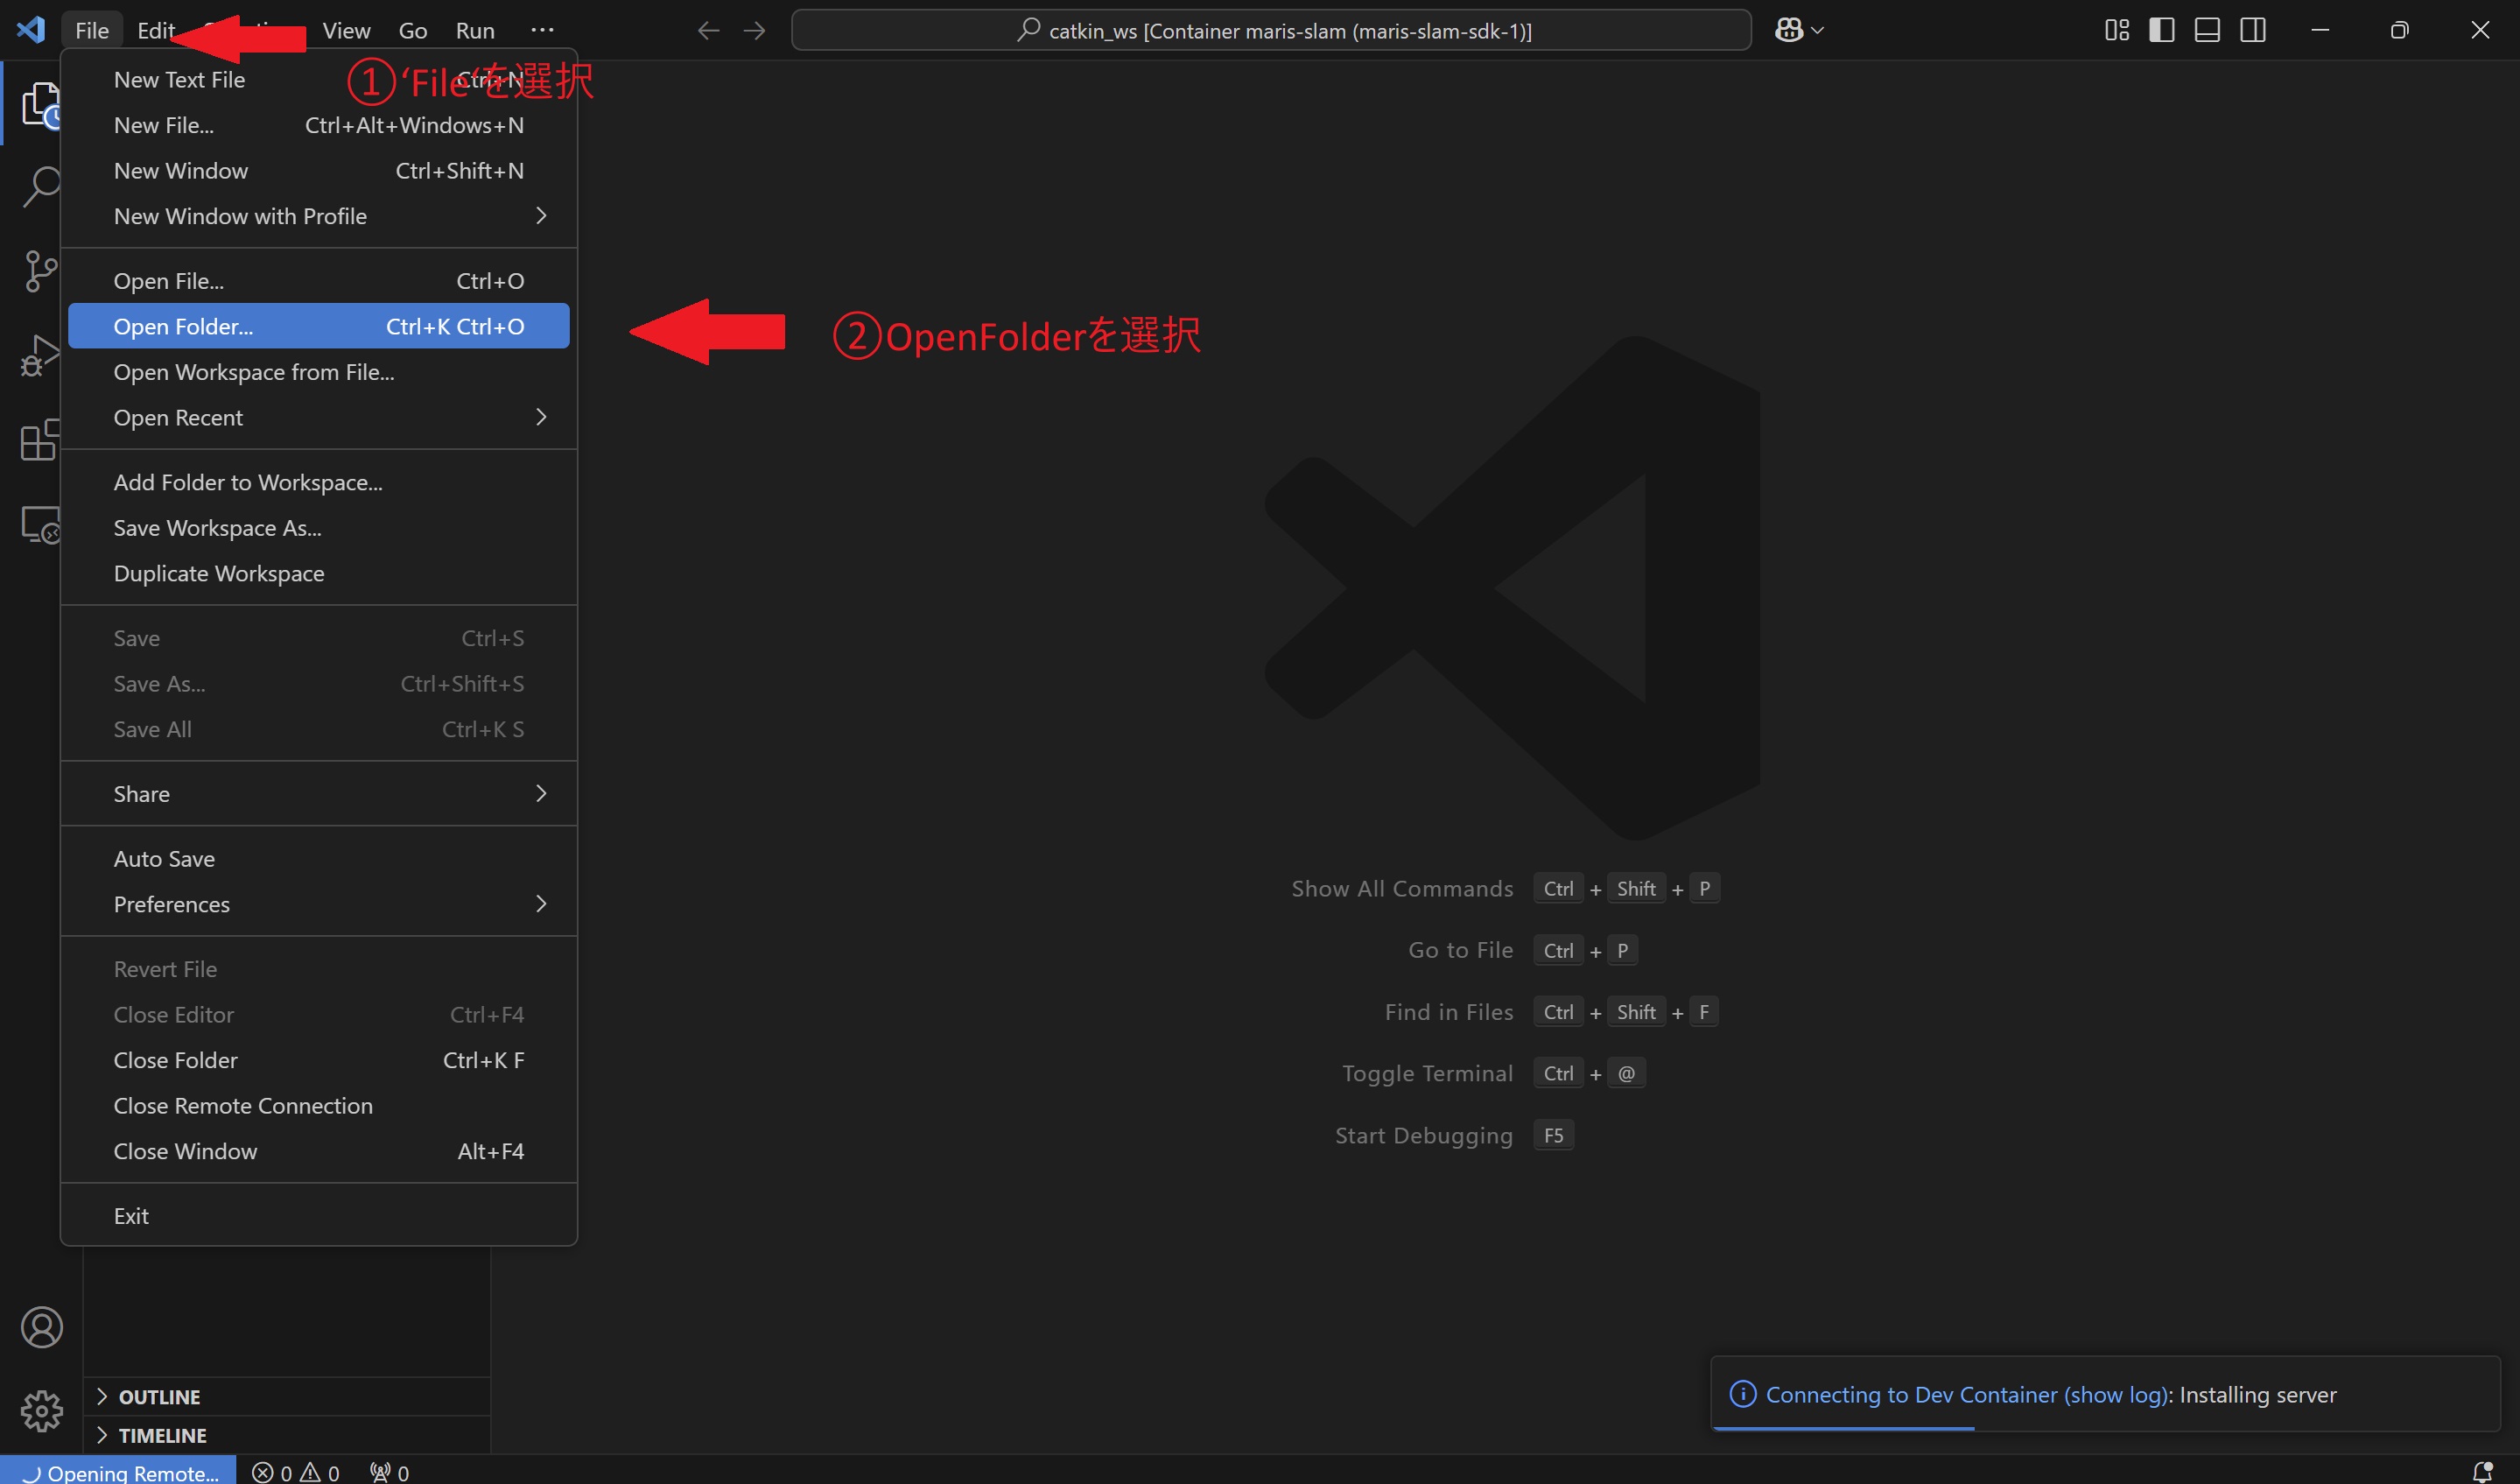 File Edit View Go Run ···
catkin_ws [Container maris-slam (maris-slam-sdk-1)]
①‘File‘を選択
New Text File Ctrl+N
New File... Ctrl+Alt+Windows+N
New Window Ctrl+Shift+N
New Window with Profile
Open File... Ctrl+O
Open Folder... Ctrl+K Ctrl+O
②OpenFolderを選択
Open Workspace from File...
Open Recent
Add Folder to Workspace...
Save Workspace As...
Duplicate Workspace
Save Ctrl+S
Save As... Ctrl+Shift+S
Save All Ctrl+K S
Share
Auto Save
Preferences
Revert File
Close Editor Ctrl+F4
Close Folder Ctrl+K F
Close Remote Connection
Close Window Alt+F4
Exit
Show All Commands Ctrl + Shift + P
Go to File Ctrl + P
Find in Files Ctrl + Shift + F
Toggle Terminal Ctrl + @
Start Debugging F5
OUTLINE
TIMELINE
Connecting to Dev Container (show log): Installing server
Opening Remote... 0 0 0